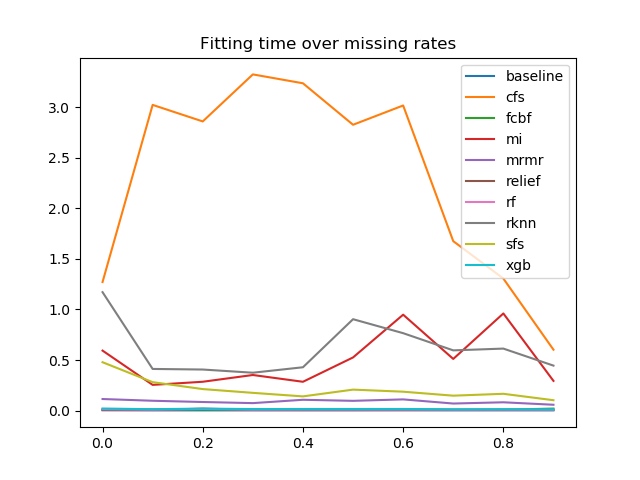 Fitting time over missing rates
baseline
cfs
fcbf
mi
mrmr
relief
rf
rknn
sfs
xgb
3.0
2.5
2.0
1.5
1.0
0.5
0.0
0.0 0.2 0.4 0.6 0.8